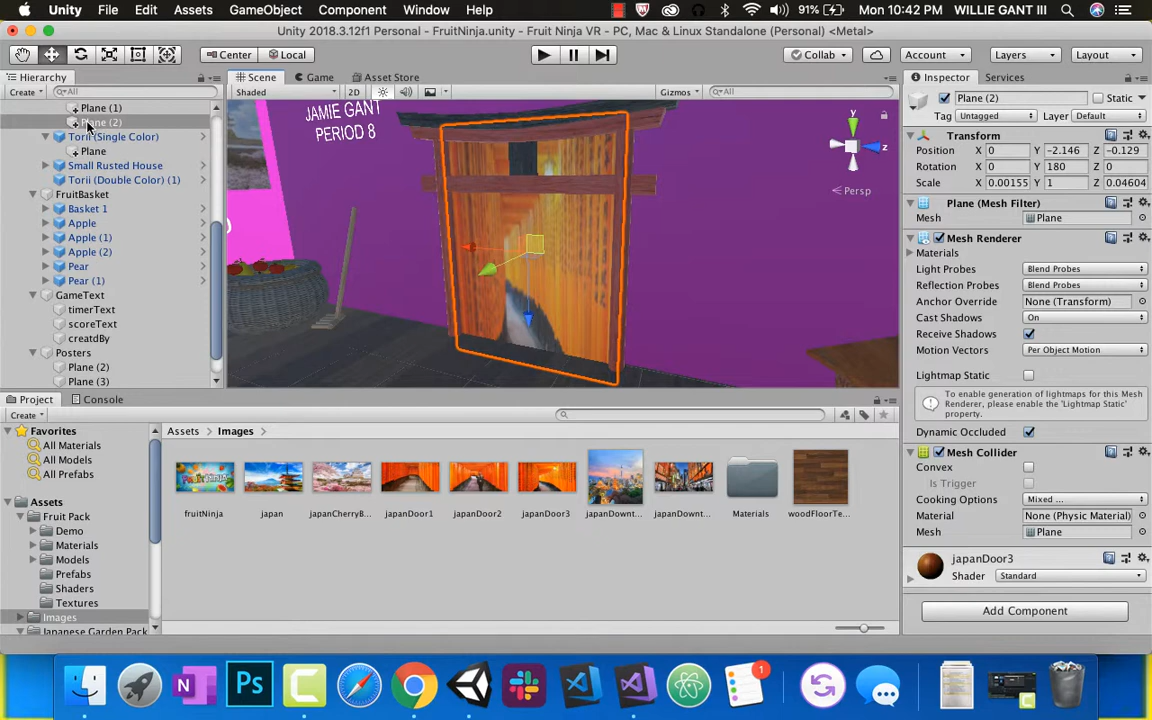 Unity File Edit Assets GameObject Component Window Help 91% Wed 10:42 PM WILLIE GANT III
Unity 2018.3.12f1 Personal - FruitNinja.unity - Fruit Ninja VR - PC, Mac & Linux Standalone (Personal) <Metal>
Center Local Collab Account Layers Layout
Hierarchy Scene Game Asset Store Inspector Services
Create All Shaded 2D Gizmos All
Plane (2) Static
Tag Untagged Layer Default
Plane (1)
Plane (2)
Torii (Single Color)
Plane
Small Rusted House
Torii (Double Color) (1)
FruitBasket
Basket 1
Apple
Apple (1)
Apple (2)
Pear
Pear (1)
GameText
timerText
scoreText
creatdBy
Posters
Plane (2)
Plane (3)
JAMIE GANT
PERIOD 8
y
z
Persp
Transform
Position X 0 Y -2.146 Z -0.129
Rotation X 0 Y 180 Z 0
Scale X 0.00155 Y 1 Z 0.04604
Plane (Mesh Filter)
Mesh Plane
Mesh Renderer
Materials
Light Probes Blend Probes
Reflection Probes Blend Probes
Anchor Override None (Transform)
Cast Shadows On
Receive Shadows
Motion Vectors Per Object Motion
Lightmap Static
To enable generation of lightmaps for this Mesh
Renderer, please enable the 'Lightmap Static'
property.
Dynamic Occluded
Mesh Collider
Convex
Is Trigger
Cooking Options Mixed ...
Material None (Physic Material)
Mesh Plane
japanDoor3
Shader Standard
Add Component
Project Console
Create
Favorites
All Materials
All Models
All Prefabs
Assets
Fruit Pack
Demo
Materials
Models
Prefabs
Shaders
Textures
Images
Japanese Garden Pack
Assets Images
fruitNinja japan japanCherryB... japanDoor1 japanDoor2 japanDoor3 japanDownt... japanDownt... Materials woodFloorTe...
N Ps C 1